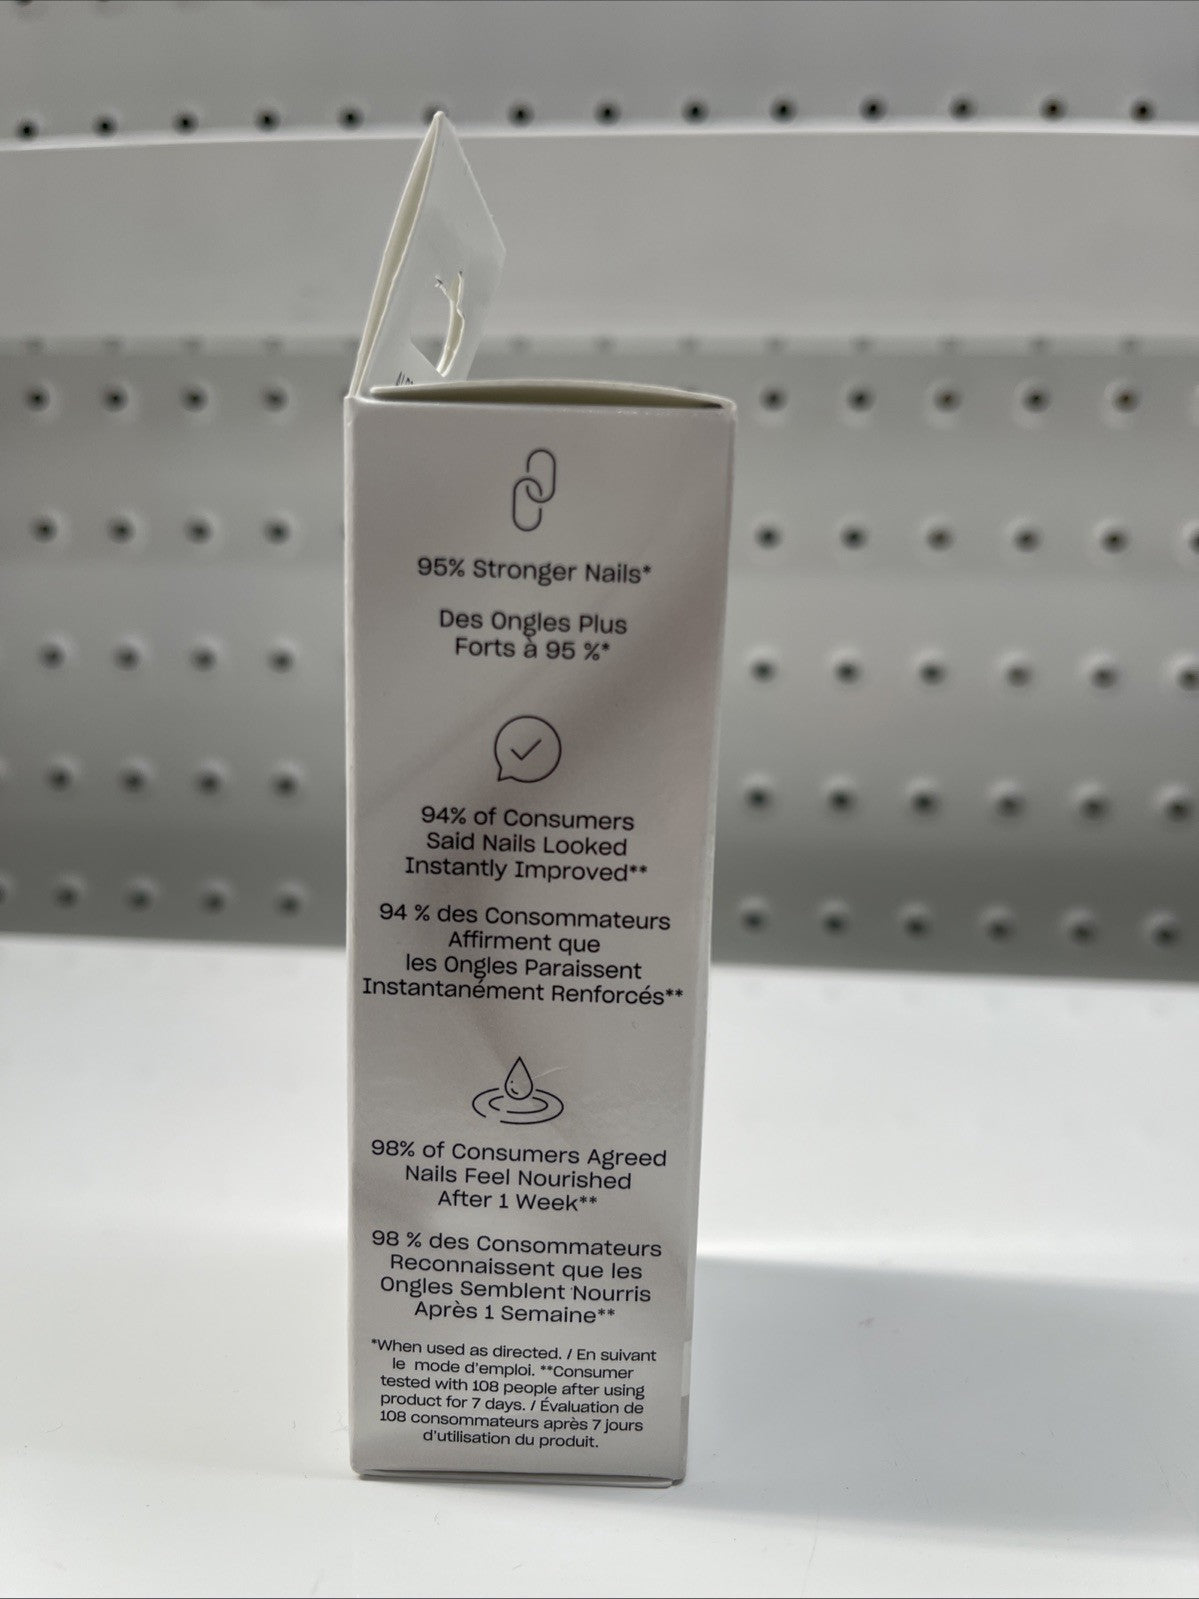 95% Stronger Nails*
Des Ongles Plus
Forts à 95 %*
94% of Consumers
Said Nails Looked
Instantly Improved**
94 % des Consommateurs
Affirment que
les Ongles Paraissent
Instantanément Renforcés**
98% of Consumers Agreed
Nails Feel Nourished
After 1 Week**
98 % des Consommateurs
Reconnaissent que les
Ongles Semblent Nourris
Après 1 Semaine**
*When used as directed. / En suivant
le mode d'emploi. **Consumer
tested with 108 people after using
product for 7 days. / Évaluation de
108 consommateurs après 7 jours
d'utilisation du produit.